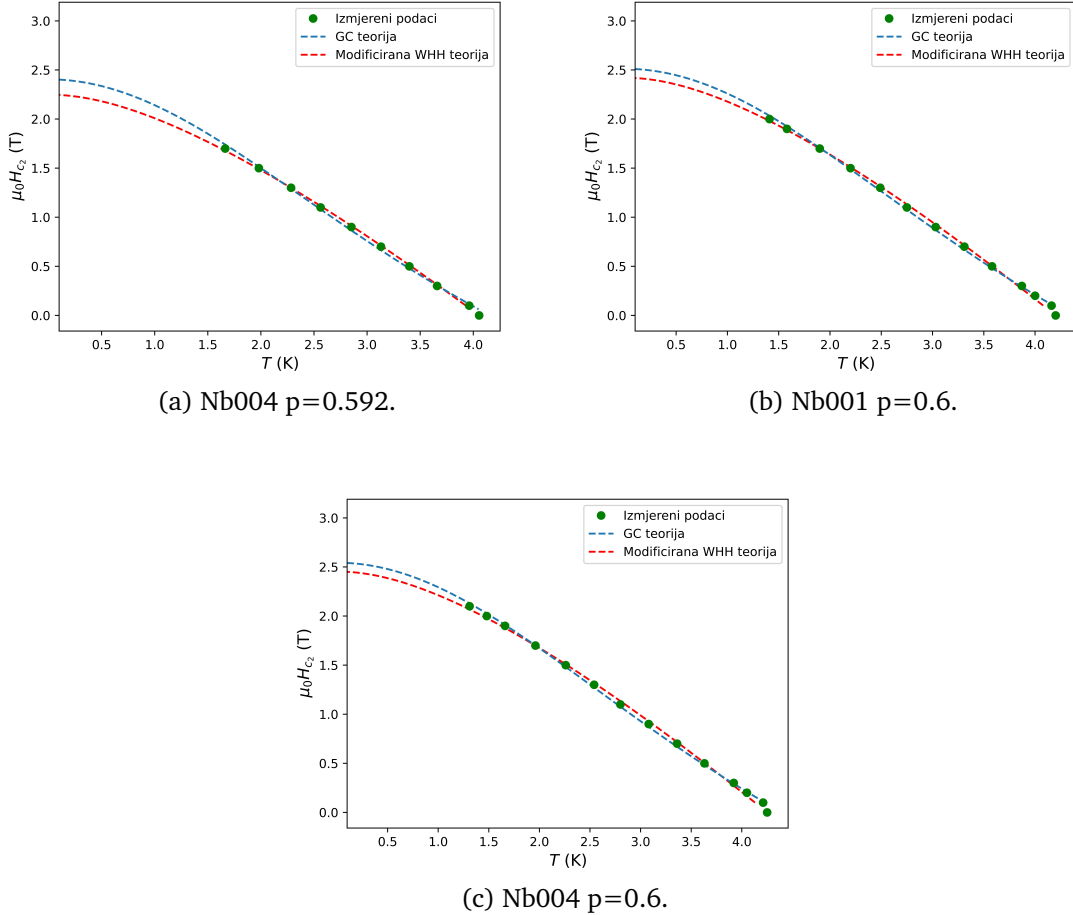 3.0
2.5
2.0
1.5
1.0
0.5
0.0
μ₀H_c₂ (T)
Izmjereni podaci
GC teorija
Modificirana WHH teorija
0.5 1.0 1.5 2.0 2.5 3.0 3.5 4.0
T (K)
(a) Nb004 p=0.592.
3.0
2.5
2.0
1.5
1.0
0.5
0.0
μ₀H_c₂ (T)
Izmjereni podaci
GC teorija
Modificirana WHH teorija
0.5 1.0 1.5 2.0 2.5 3.0 3.5 4.0
T (K)
(b) Nb001 p=0.6.
3.0
2.5
2.0
1.5
1.0
0.5
0.0
μ₀H_c₂ (T)
Izmjereni podaci
GC teorija
Modificirana WHH teorija
0.5 1.0 1.5 2.0 2.5 3.0 3.5 4.0
T (K)
(c) Nb004 p=0.6.